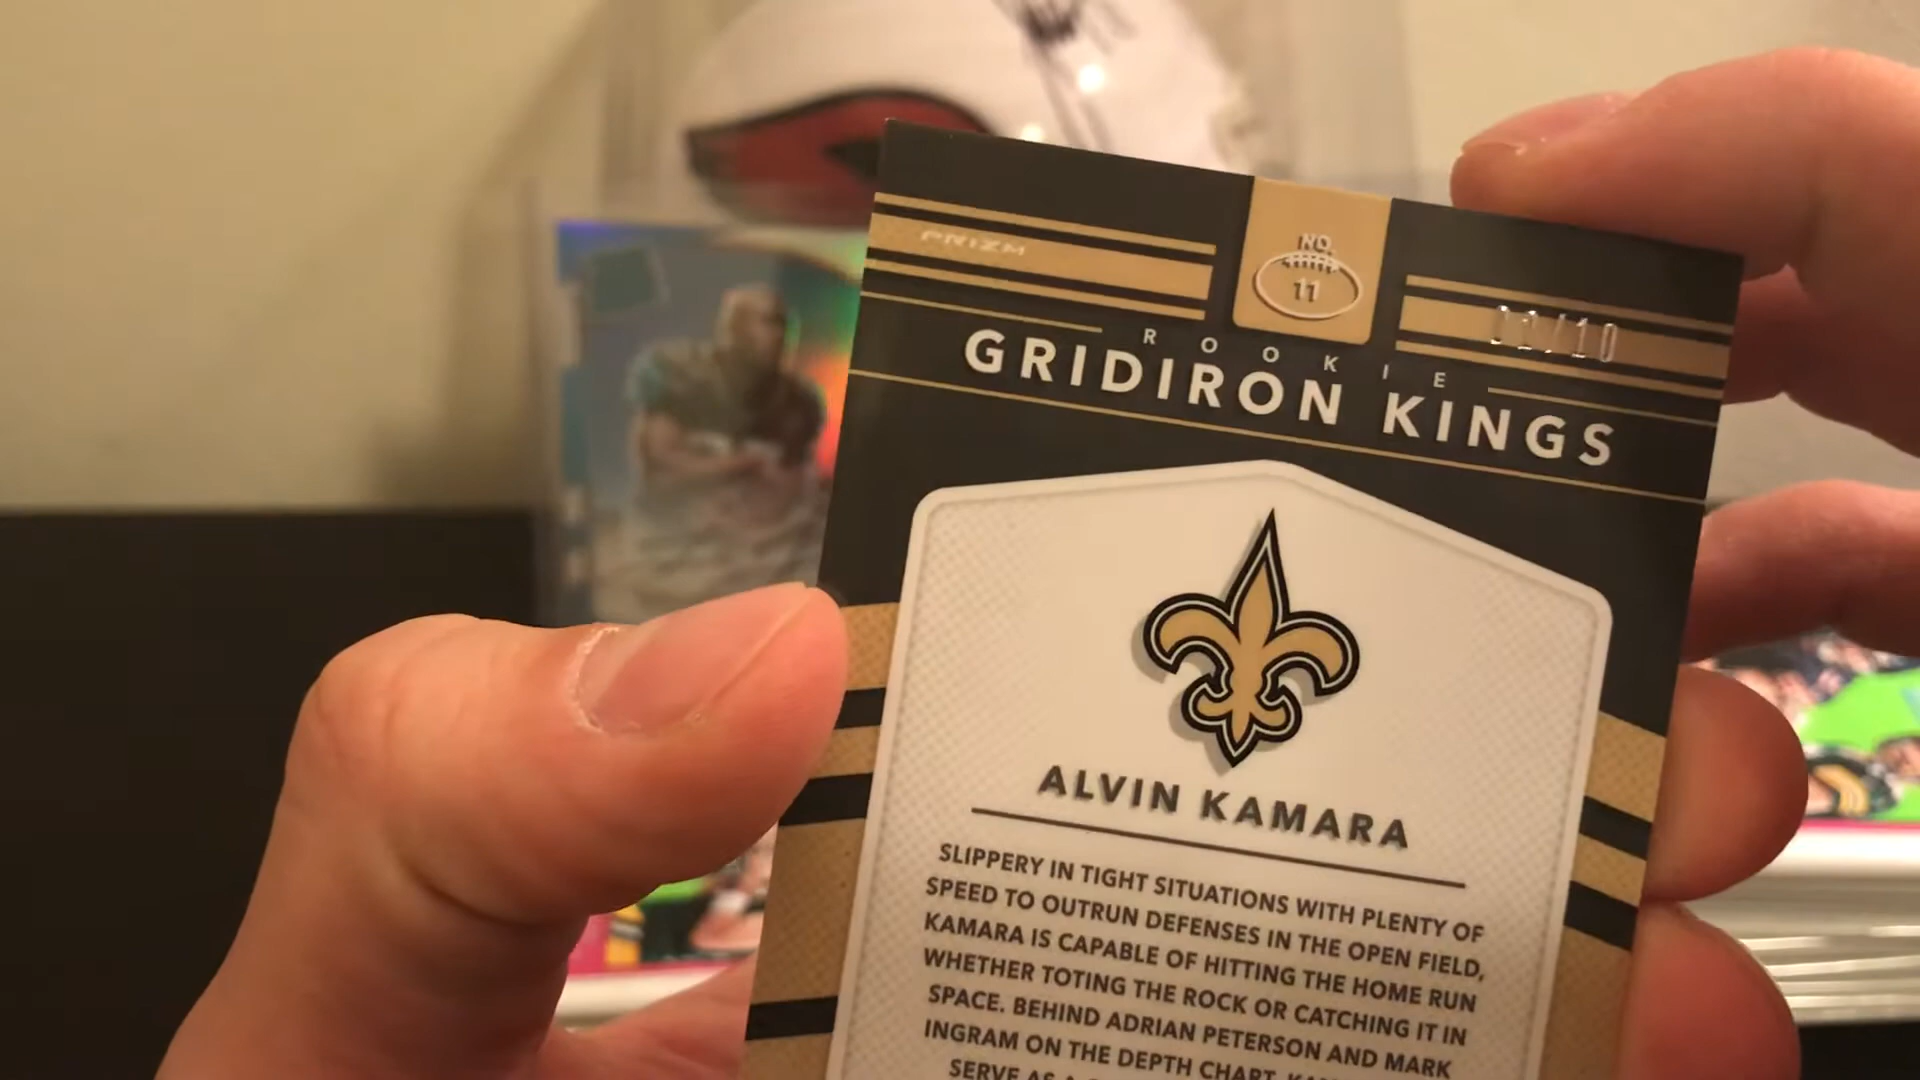 PRIZM
NO.
11
/10
ROOKIE
GRIDIRON KINGS
ALVIN KAMARA
SLIPPERY IN TIGHT SITUATIONS WITH PLENTY OF
SPEED TO OUTRUN DEFENSES IN THE OPEN FIELD,
KAMARA IS CAPABLE OF HITTING THE HOME RUN
WHETHER TOTING THE ROCK OR CATCHING IT IN
SPACE. BEHIND ADRIAN PETERSON AND MARK
INGRAM ON THE DEPTH CHART,
SERVE AS A